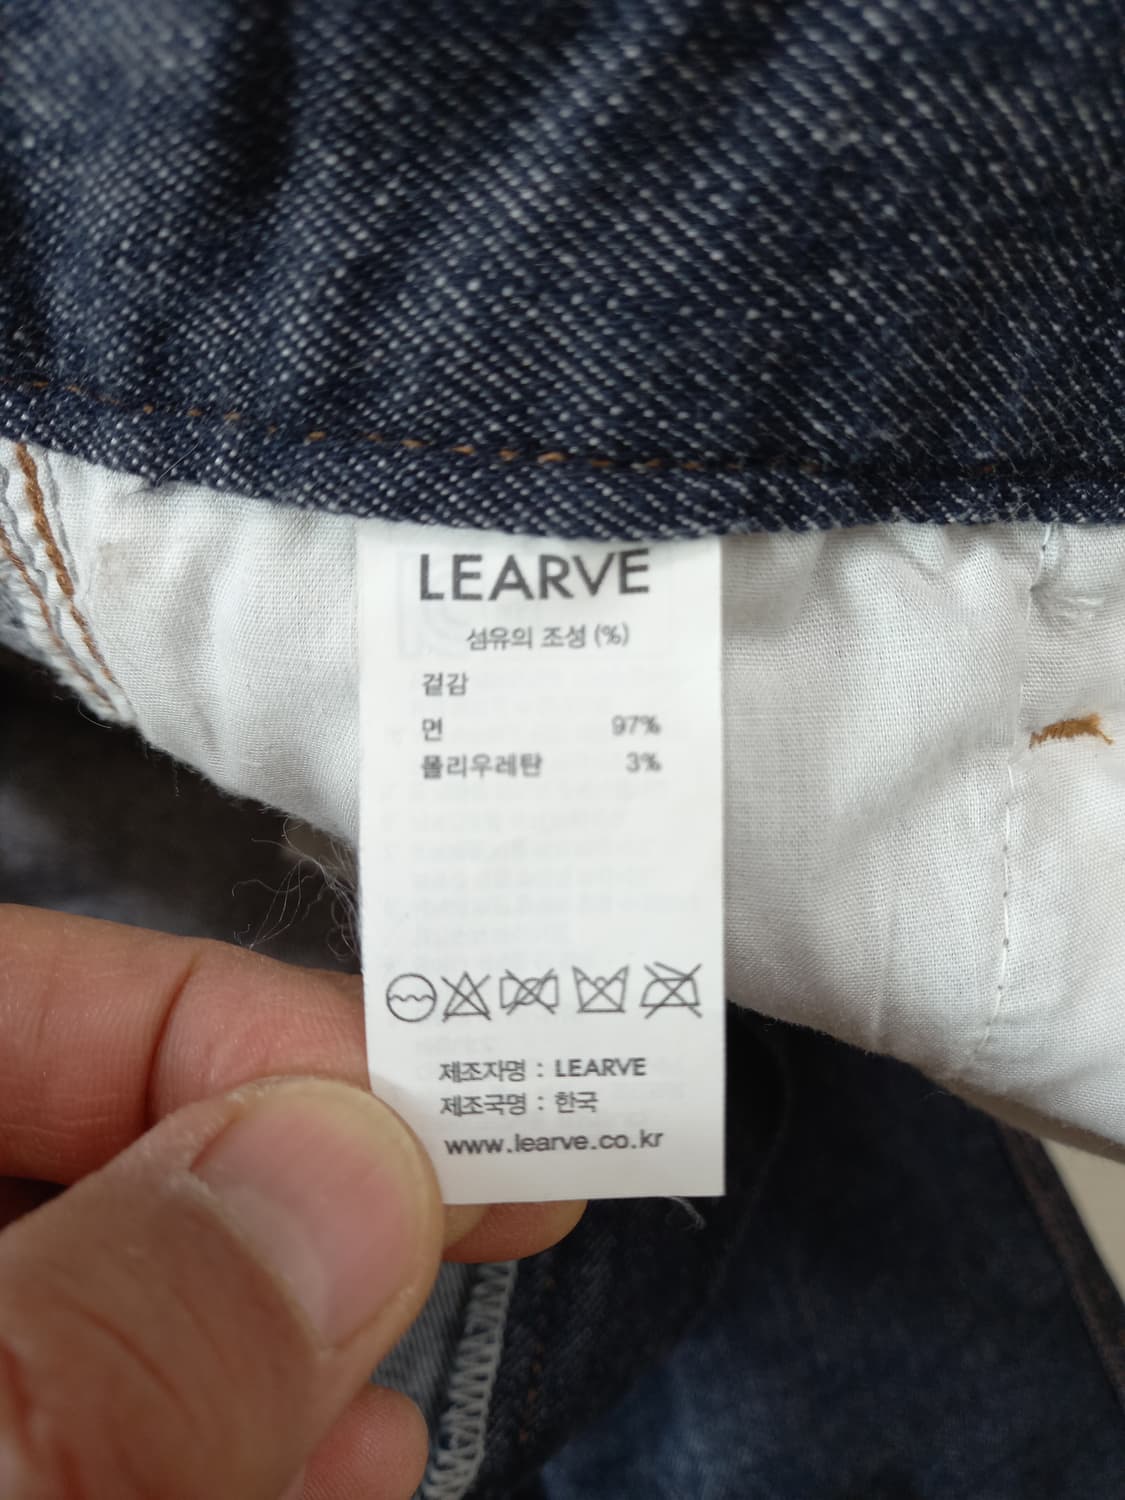 LEARVE
섬유의 조성 (%)
겉감
면 97%
폴리우레탄 3%
제조자명 : LEARVE
제조국명 : 한국
www.learve.co.kr